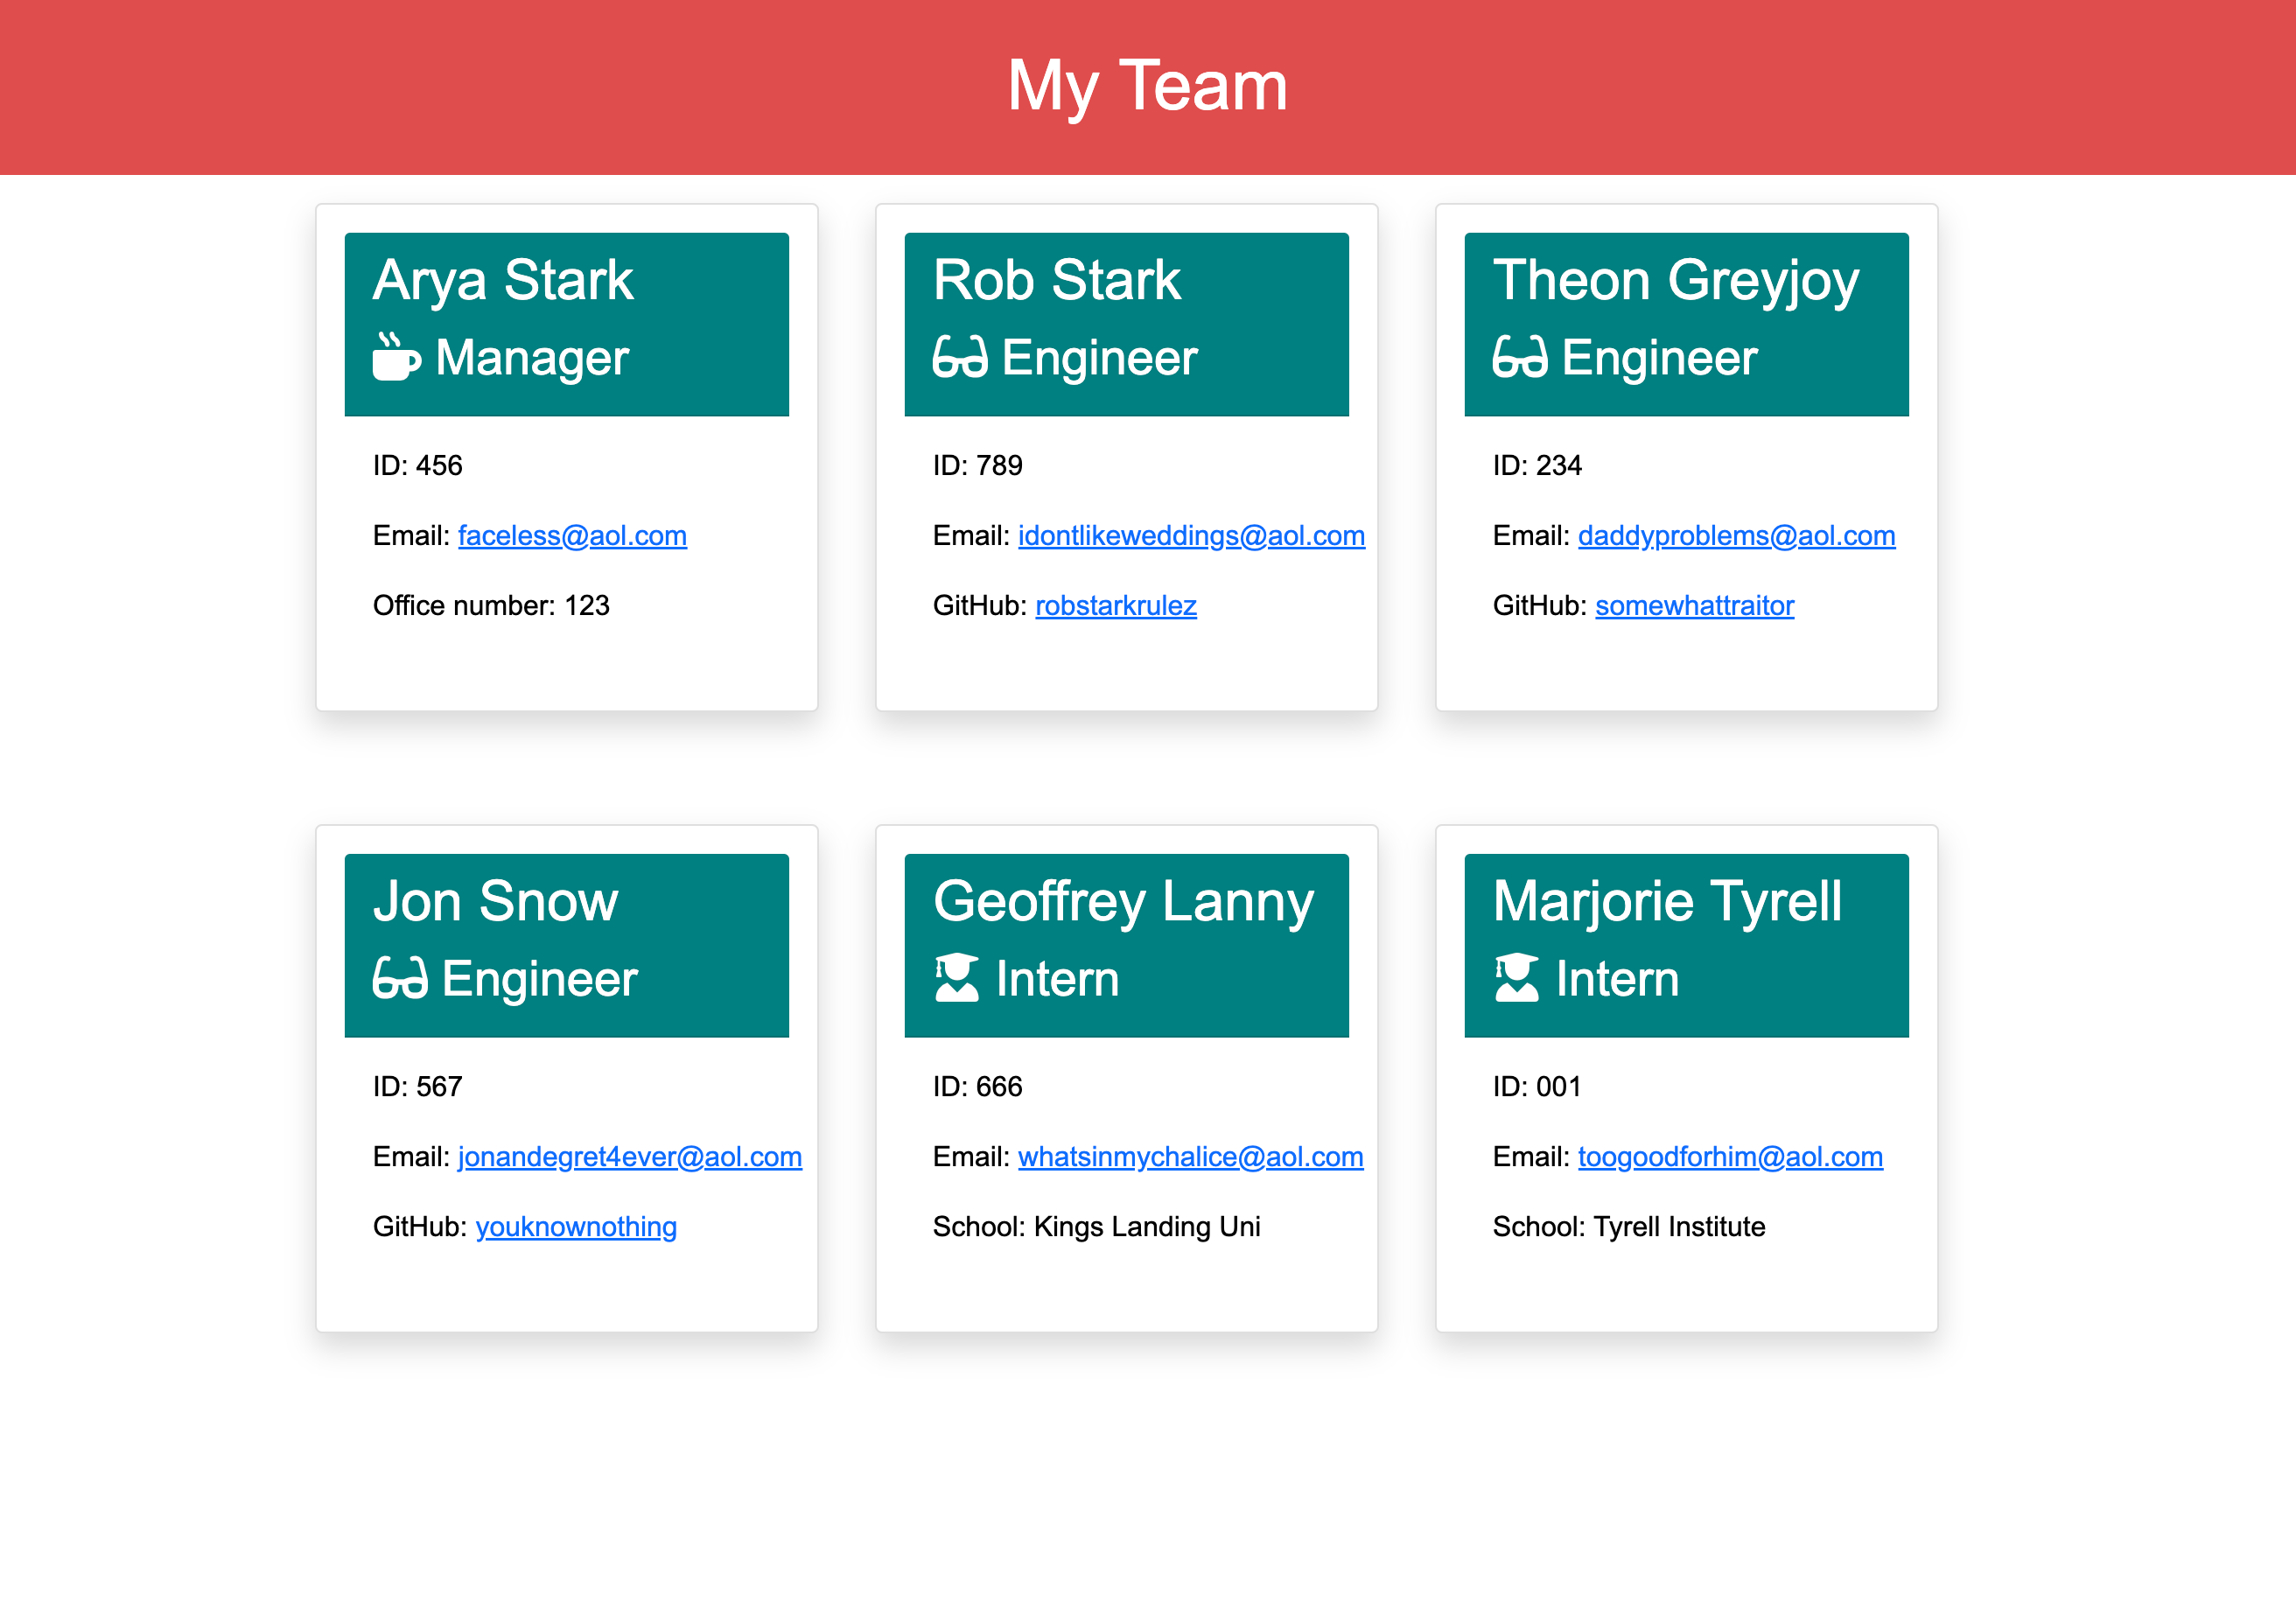 My Team
Arya Stark
Manager
ID: 456
Email: faceless@aol.com
Office number: 123
Rob Stark
Engineer
ID: 789
Email: idontlikeweddings@aol.com
GitHub: robstarkrulez
Theon Greyjoy
Engineer
ID: 234
Email: daddyproblems@aol.com
GitHub: somewhattraitor
Jon Snow
Engineer
ID: 567
Email: jonandegret4ever@aol.com
GitHub: youknownothing
Geoffrey Lanny
Intern
ID: 666
Email: whatsinmychalice@aol.com
School: Kings Landing Uni
Marjorie Tyrell
Intern
ID: 001
Email: toogoodforhim@aol.com
School: Tyrell Institute